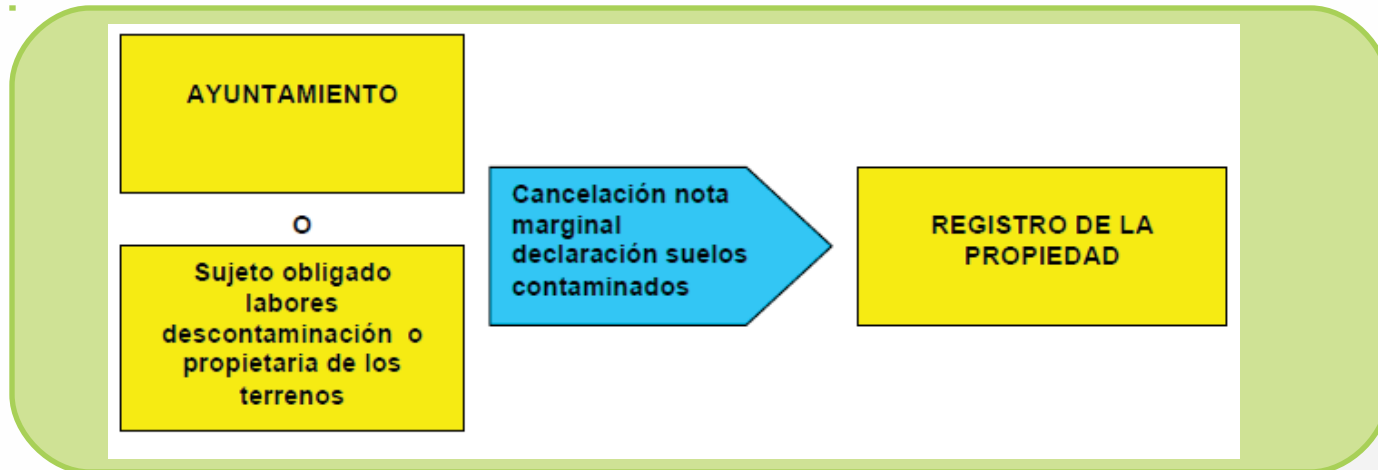 AYUNTAMIENTO
O
Sujeto obligado
labores
descontaminación o
propietaria de los
terrenos
Cancelación nota
marginal
declaración suelos
contaminados
REGISTRO DE LA
PROPIEDAD